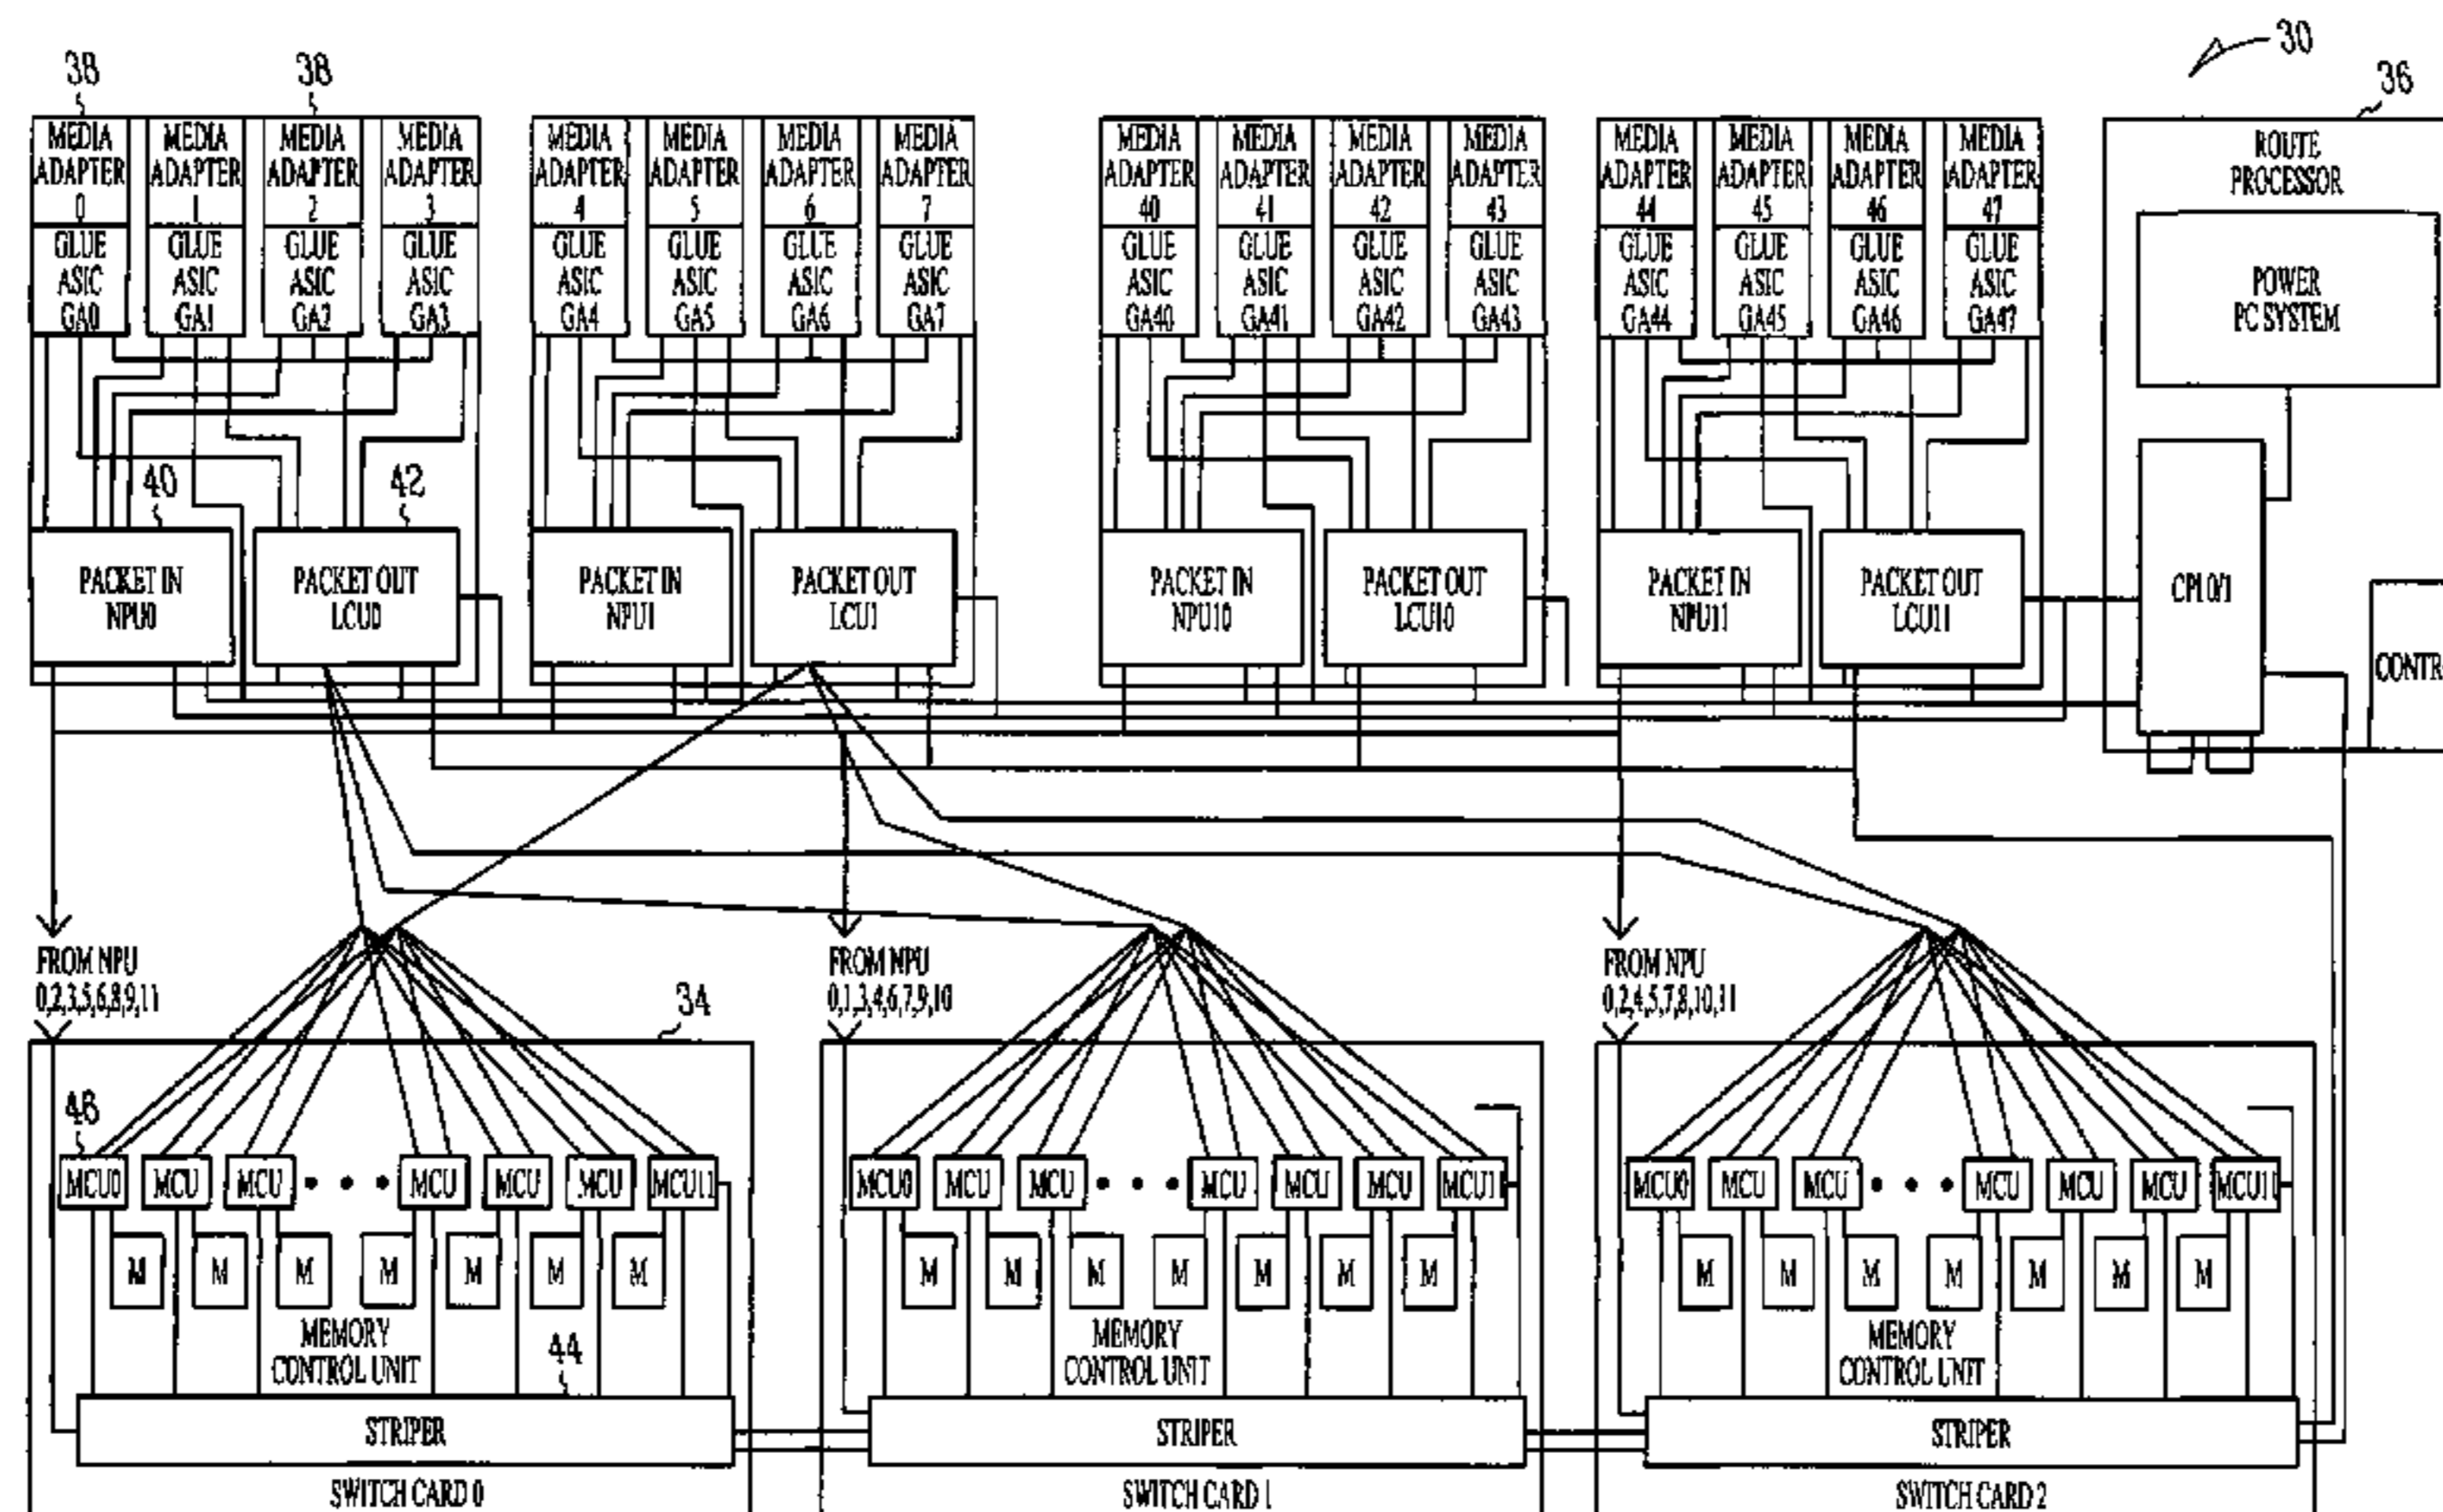 30
38
38
36
MEDIA ADAPTER 0
MEDIA ADAPTER 1
MEDIA ADAPTER 2
MEDIA ADAPTER 3
MEDIA ADAPTER 4
MEDIA ADAPTER 5
MEDIA ADAPTER 6
MEDIA ADAPTER 7
MEDIA ADAPTER 40
MEDIA ADAPTER 41
MEDIA ADAPTER 42
MEDIA ADAPTER 43
MEDIA ADAPTER 44
MEDIA ADAPTER 45
MEDIA ADAPTER 46
MEDIA ADAPTER 47
GLUE ASIC GA0
GLUE ASIC GA1
GLUE ASIC GA2
GLUE ASIC GA3
GLUE ASIC GA4
GLUE ASIC GA5
GLUE ASIC GA6
GLUE ASIC GA7
GLUE ASIC GA40
GLUE ASIC GA41
GLUE ASIC GA42
GLUE ASIC GA43
GLUE ASIC GA44
GLUE ASIC GA45
GLUE ASIC GA46
GLUE ASIC GA47
ROUTE
PROCESSOR
POWER
PC SYSTEM
40
42
PACKET IN
NPU0
PACKET OUT
LCU0
PACKET IN
NPU1
PACKET OUT
LCU1
PACKET IN
NPU10
PACKET OUT
LCU10
PACKET IN
NPU11
PACKET OUT
LCU11
CPU 0/1
FROM NPU
0,2,3,5,6,8,9,11
FROM NPU
0,1,3,4,6,7,9,10
FROM NPU
0,2,4,5,7,8,10,11
34
46
MCU0 MCU MCU • • • MCU MCU MCU MCU11
MCU0 MCU MCU • • • MCU MCU MCU MCU11
MCU0 MCU MCU • • • MCU MCU MCU MCU11
M M M M M M M
M M M M M M M
M M M M M M M
MEMORY
CONTROL UNIT
44
MEMORY
CONTROL UNIT
MEMORY
CONTROL UNIT
STRIPER
STRIPER
STRIPER
SWITCH CARD 0
SWITCH CARD 1
SWITCH CARD 2